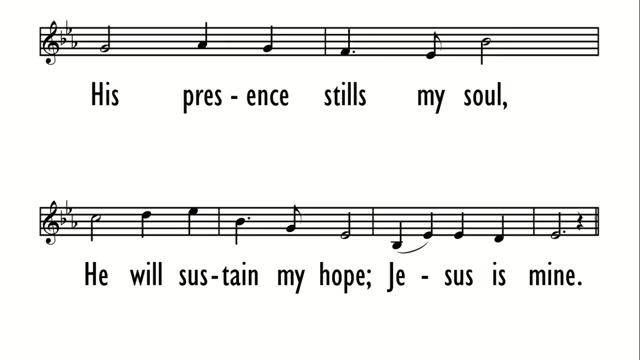 His pres - ence stills my soul,
He will sus - tain my hope; Je - sus is mine.